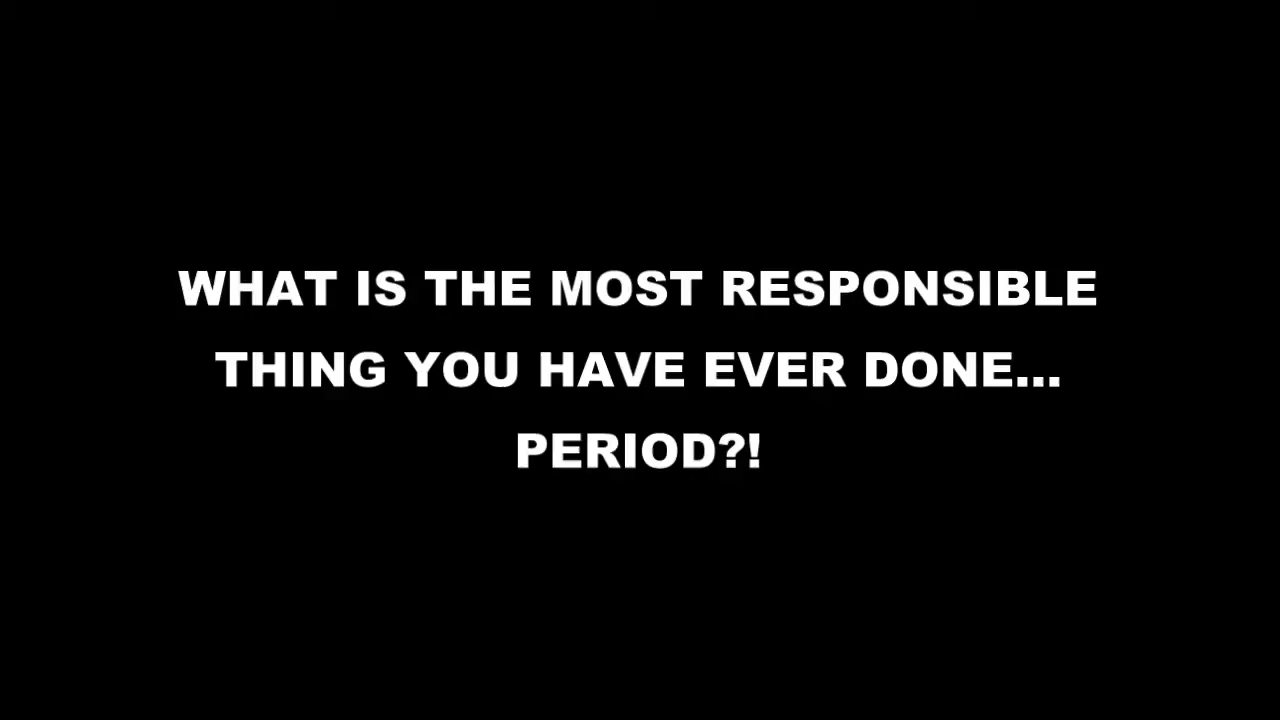 WHAT IS THE MOST RESPONSIBLE
THING YOU HAVE EVER DONE...
PERIOD?!